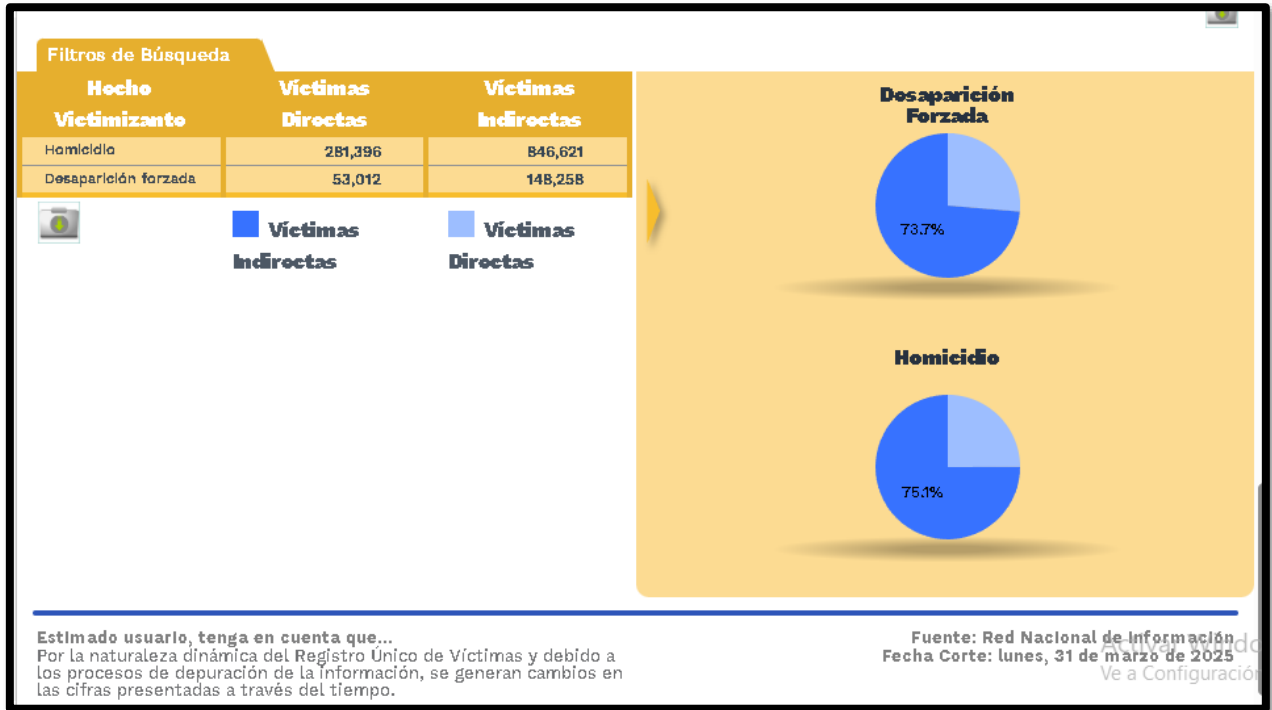 Filtros de Búsqueda
Hecho Victimizante	Víctimas Directas	Víctimas Indirectas
Homicidio	281,396	846,621
Desaparición forzada	53,012	148,258
Víctimas Indirectas
Víctimas Directas
Desaparición
Forzada
73.7%
Homicidio
75.1%
Estimado usuario, tenga en cuenta que...
Por la naturaleza dinámica del Registro Único de Víctimas y debido a
los procesos de depuración de la información, se generan cambios en
las cifras presentadas a través del tiempo.
Fuente: Red Nacional de Información
Fecha Corte: lunes, 31 de marzo de 2025
Activar Windo
Ve a Configuración